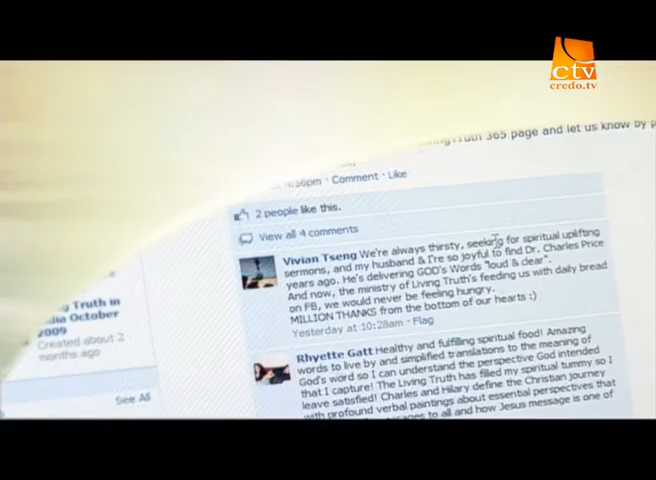 ctv
credo.tv
365 page and let us know by
Comment · Like
2 people like this.
View all 4 comments
Vivian Tseng We're always thirsty, seeking for spiritual uplifting
sermons, and my husband & I're so joyful to find Dr. Charles Price
years ago. He's delivering GOD's Words "loud & clear".
And now, the ministry of Living Truth's feeding us with daily bread
on FB, we would never be feeling hungry.
MILLION THANKS from the bottom of our hearts :)
Yesterday at 10:28am · Flag
Truth in
October
2009
Created about 2
months ago
See All
Rhyette Gatt Healthy and fulfilling spiritual food! Amazing
words to live by and simplified translations to the meaning of
God's word so I can understand the perspective God intended
that I capture! The Living Truth has filled my spiritual tummy so I
leave satisfied! Charles and Hilary define the Christian journey
with profound verbal paintings about essential perspectives that
to all and how Jesus message is one of